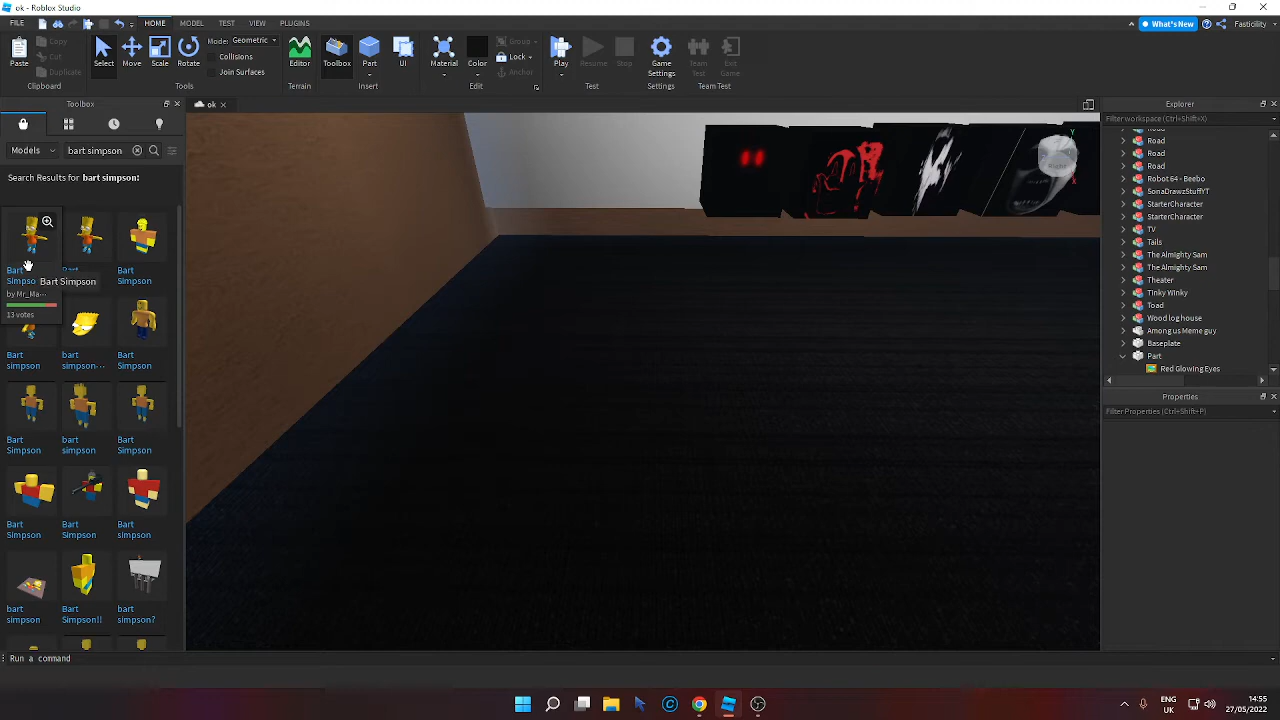 ok - Roblox Studio
FILE HOME MODEL TEST VIEW PLUGINS What's New Fasticility
Paste Copy Cut Duplicate Select Move Scale Rotate Mode: Geometric Collisions Join Surfaces Editor Toolbox Part UI Material Color Group Lock Anchor Play Resume Stop Game Settings Team Test Exit Game
Clipboard Tools Terrain Insert Edit Test Settings Team Test
Toolbox
ok
Explorer
Filter workspace (Ctrl+Shift+X)
Models bart simpson
Search Results For bart simpson:
Bart Simpso
Bart Simpson
by Mr_Ma...
13 votes
Bart
Bart Simpson
Bart Simpson
bart simpson...
bart simpson
Bart Simpson
Bart Simpson
Bart Simpson
Bart Simpson
Bart Simpson
Bart Simpson
bart simpson
Bart Simpson!!
bart simpson?
Right
Y
X
Road
Road
Road
Road
Robot 64 - Beebo
SonaDrawzStuffYT
StarterCharacter
StarterCharacter
TV
Tails
The Almighty Sam
The Almighty Sam
Theater
Tinky Winky
Toad
Wood log house
Among us Meme guy
Baseplate
Part
Red Glowing Eyes
Properties
Filter Properties (Ctrl+Shift+P)
Run a command
ENG
UK
14:55
27/05/2022